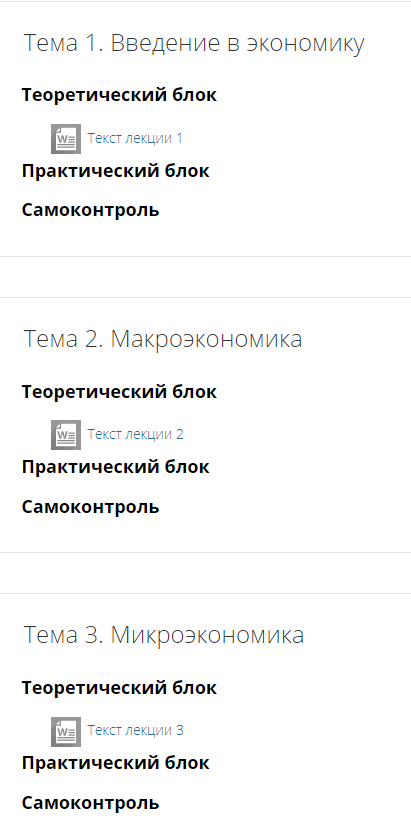 Тема 1. Введение в экономику
Теоретический блок
Текст лекции 1
Практический блок
Самоконтроль
Тема 2. Макроэкономика
Теоретический блок
Текст лекции 2
Практический блок
Самоконтроль
Тема 3. Микроэкономика
Теоретический блок
Текст лекции 3
Практический блок
Самоконтроль